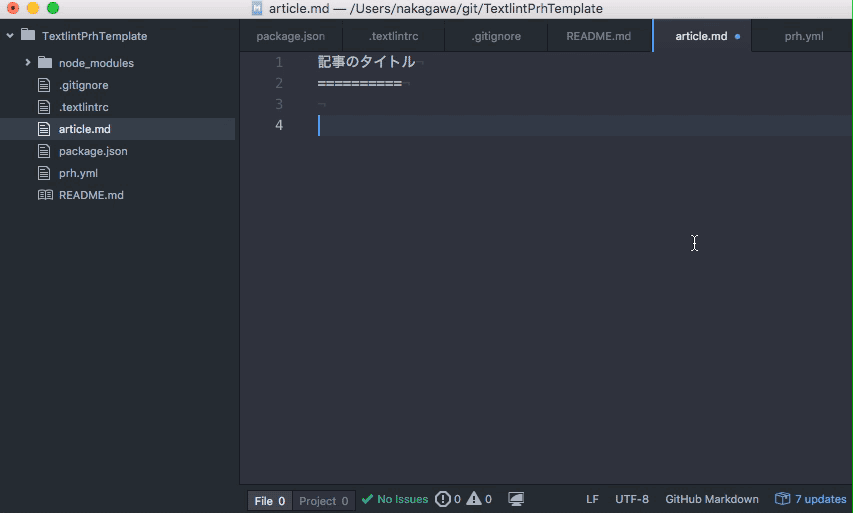 article.md — /Users/nakagawa/git/TextlintPrhTemplate
TextlintPrhTemplate
node_modules
.gitignore
.textlintrc
article.md
package.json
prh.yml
README.md
package.json .textlintrc .gitignore README.md article.md prh.yml
1 記事のタイトル¬
2 ==========¬
3 ¬
4
File 0 Project 0 No Issues 0 0 LF UTF-8 GitHub Markdown 7 updates